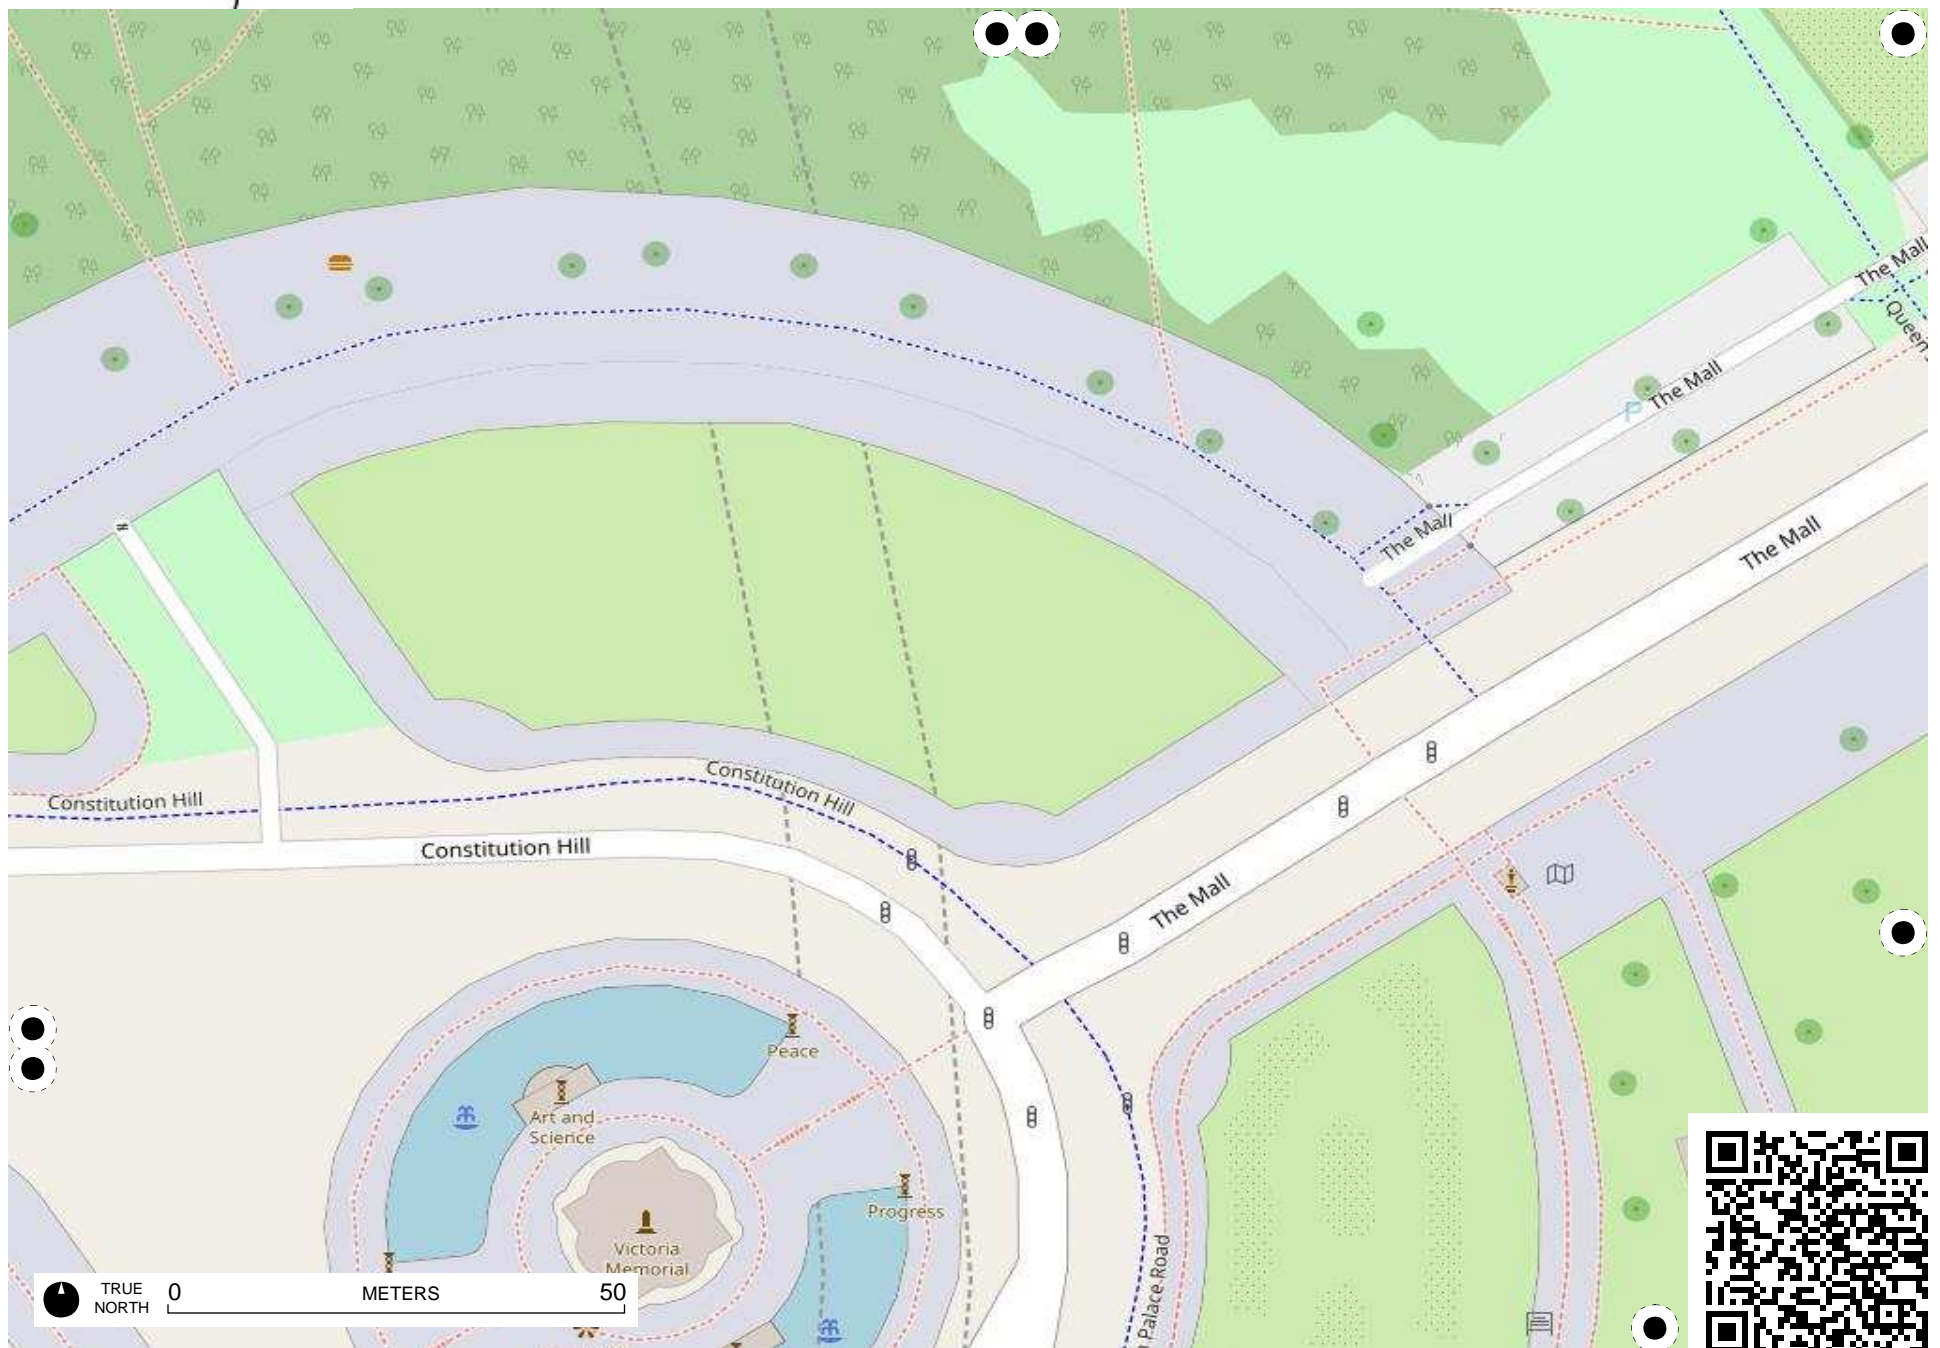 The Mall
Queen
The Mall
The Mall
The Mall
Constitution Hill
Constitution Hill
Constitution Hill
The Mall
Peace
Art and
Science
Progress
Victoria
Memorial
Palace Road
TRUE
NORTH
0
METERS
50